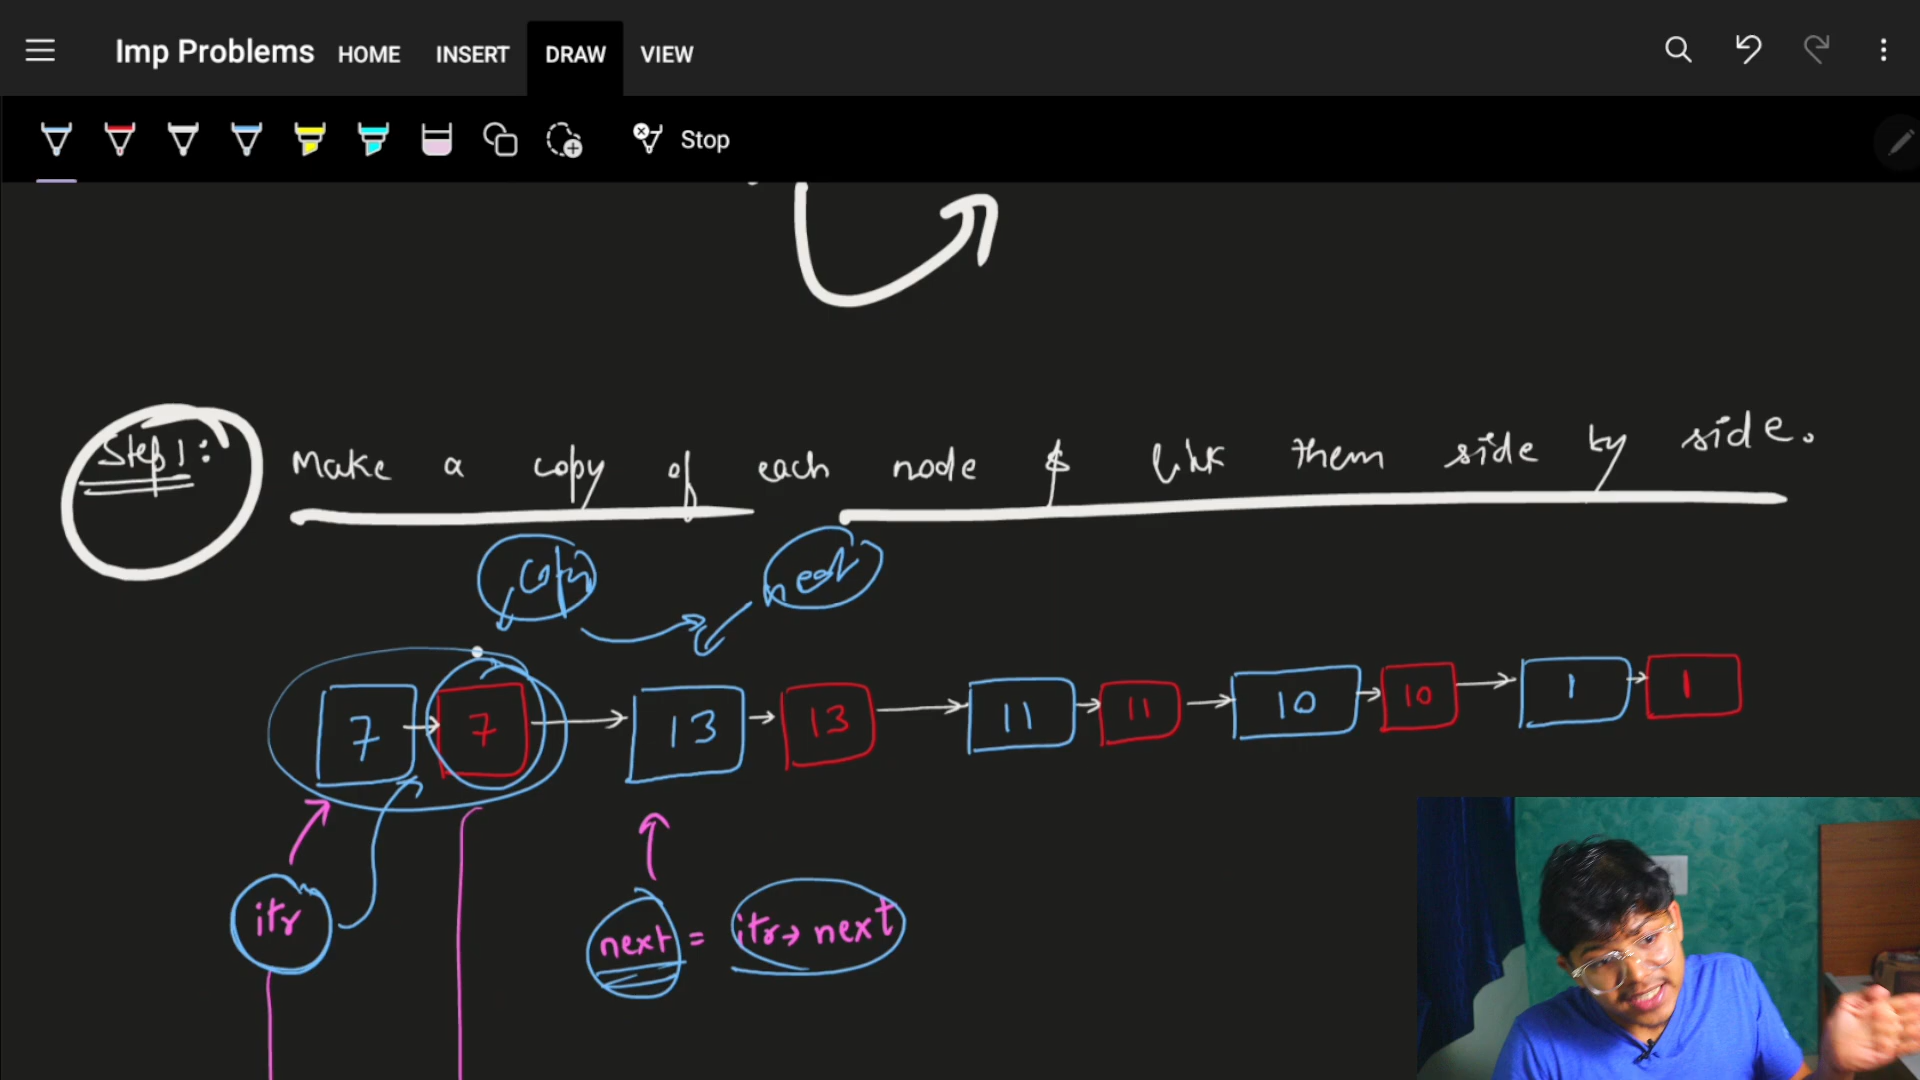 Imp Problems HOME INSERT DRAW VIEW
Stop
Step 1: Make a copy of each node & link them side by side.
copy next
7 7 13 13 11 11 10 10 1 1
itr next = itr→ next